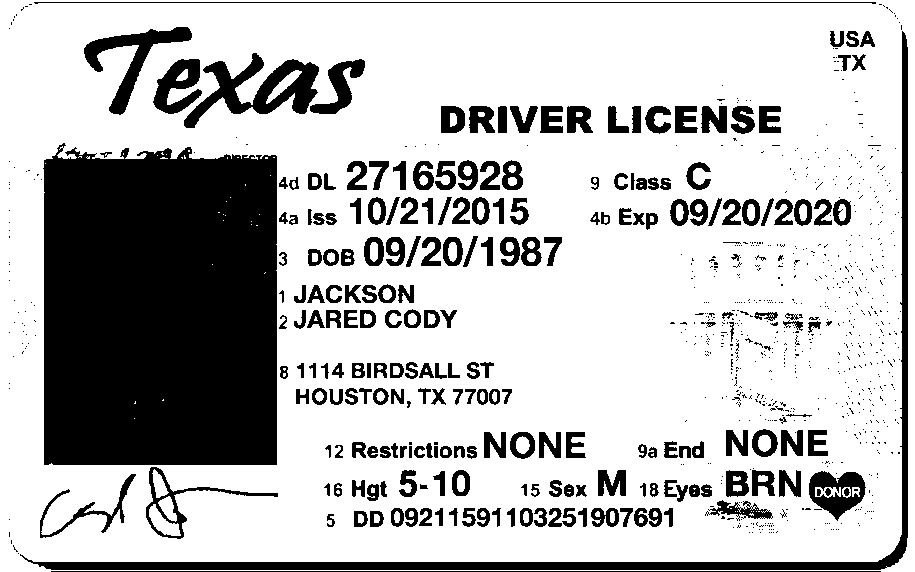 Texas
USA
TX
DRIVER LICENSE
DIRECTOR
4d DL 27165928 9 Class C
4a Iss 10/21/2015 4b Exp 09/20/2020
3 DOB 09/20/1987
1 JACKSON
2 JARED CODY
8 1114 BIRDSALL ST
HOUSTON, TX 77007
12 Restrictions NONE 9a End NONE
16 Hgt 5-10 15 Sex M 18 Eyes BRN DONOR
5 DD 09211591103251907691